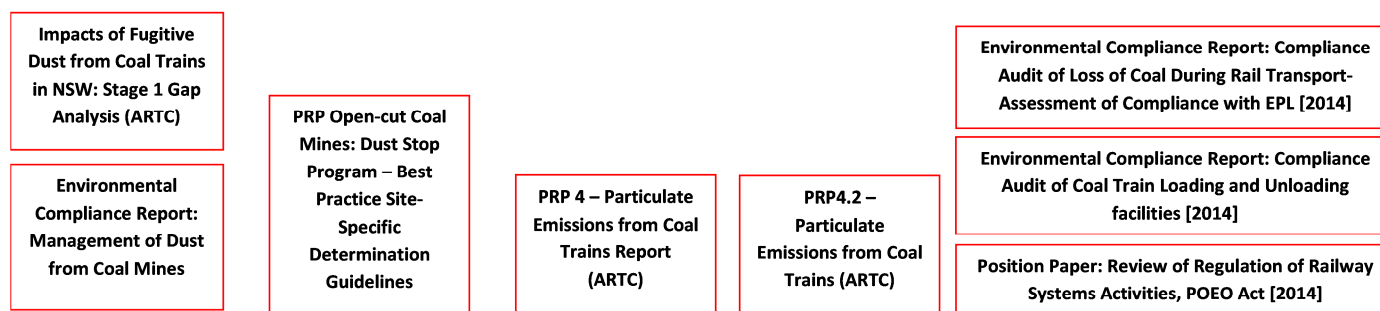 Impacts of Fugitive
Dust from Coal Trains
in NSW: Stage 1 Gap
Analysis (ARTC)
Environmental
Compliance Report:
Management of Dust
from Coal Mines
PRP Open-cut Coal
Mines: Dust Stop
Program – Best
Practice Site-
Specific
Determination
Guidelines
PRP 4 – Particulate
Emissions from Coal
Trains Report
(ARTC)
PRP4.2 –
Particulate
Emissions from Coal
Trains (ARTC)
Environmental Compliance Report: Compliance
Audit of Loss of Coal During Rail Transport-
Assessment of Compliance with EPL [2014]
Environmental Compliance Report: Compliance
Audit of Coal Train Loading and Unloading
facilities [2014]
Position Paper: Review of Regulation of Railway
Systems Activities, POEO Act [2014]